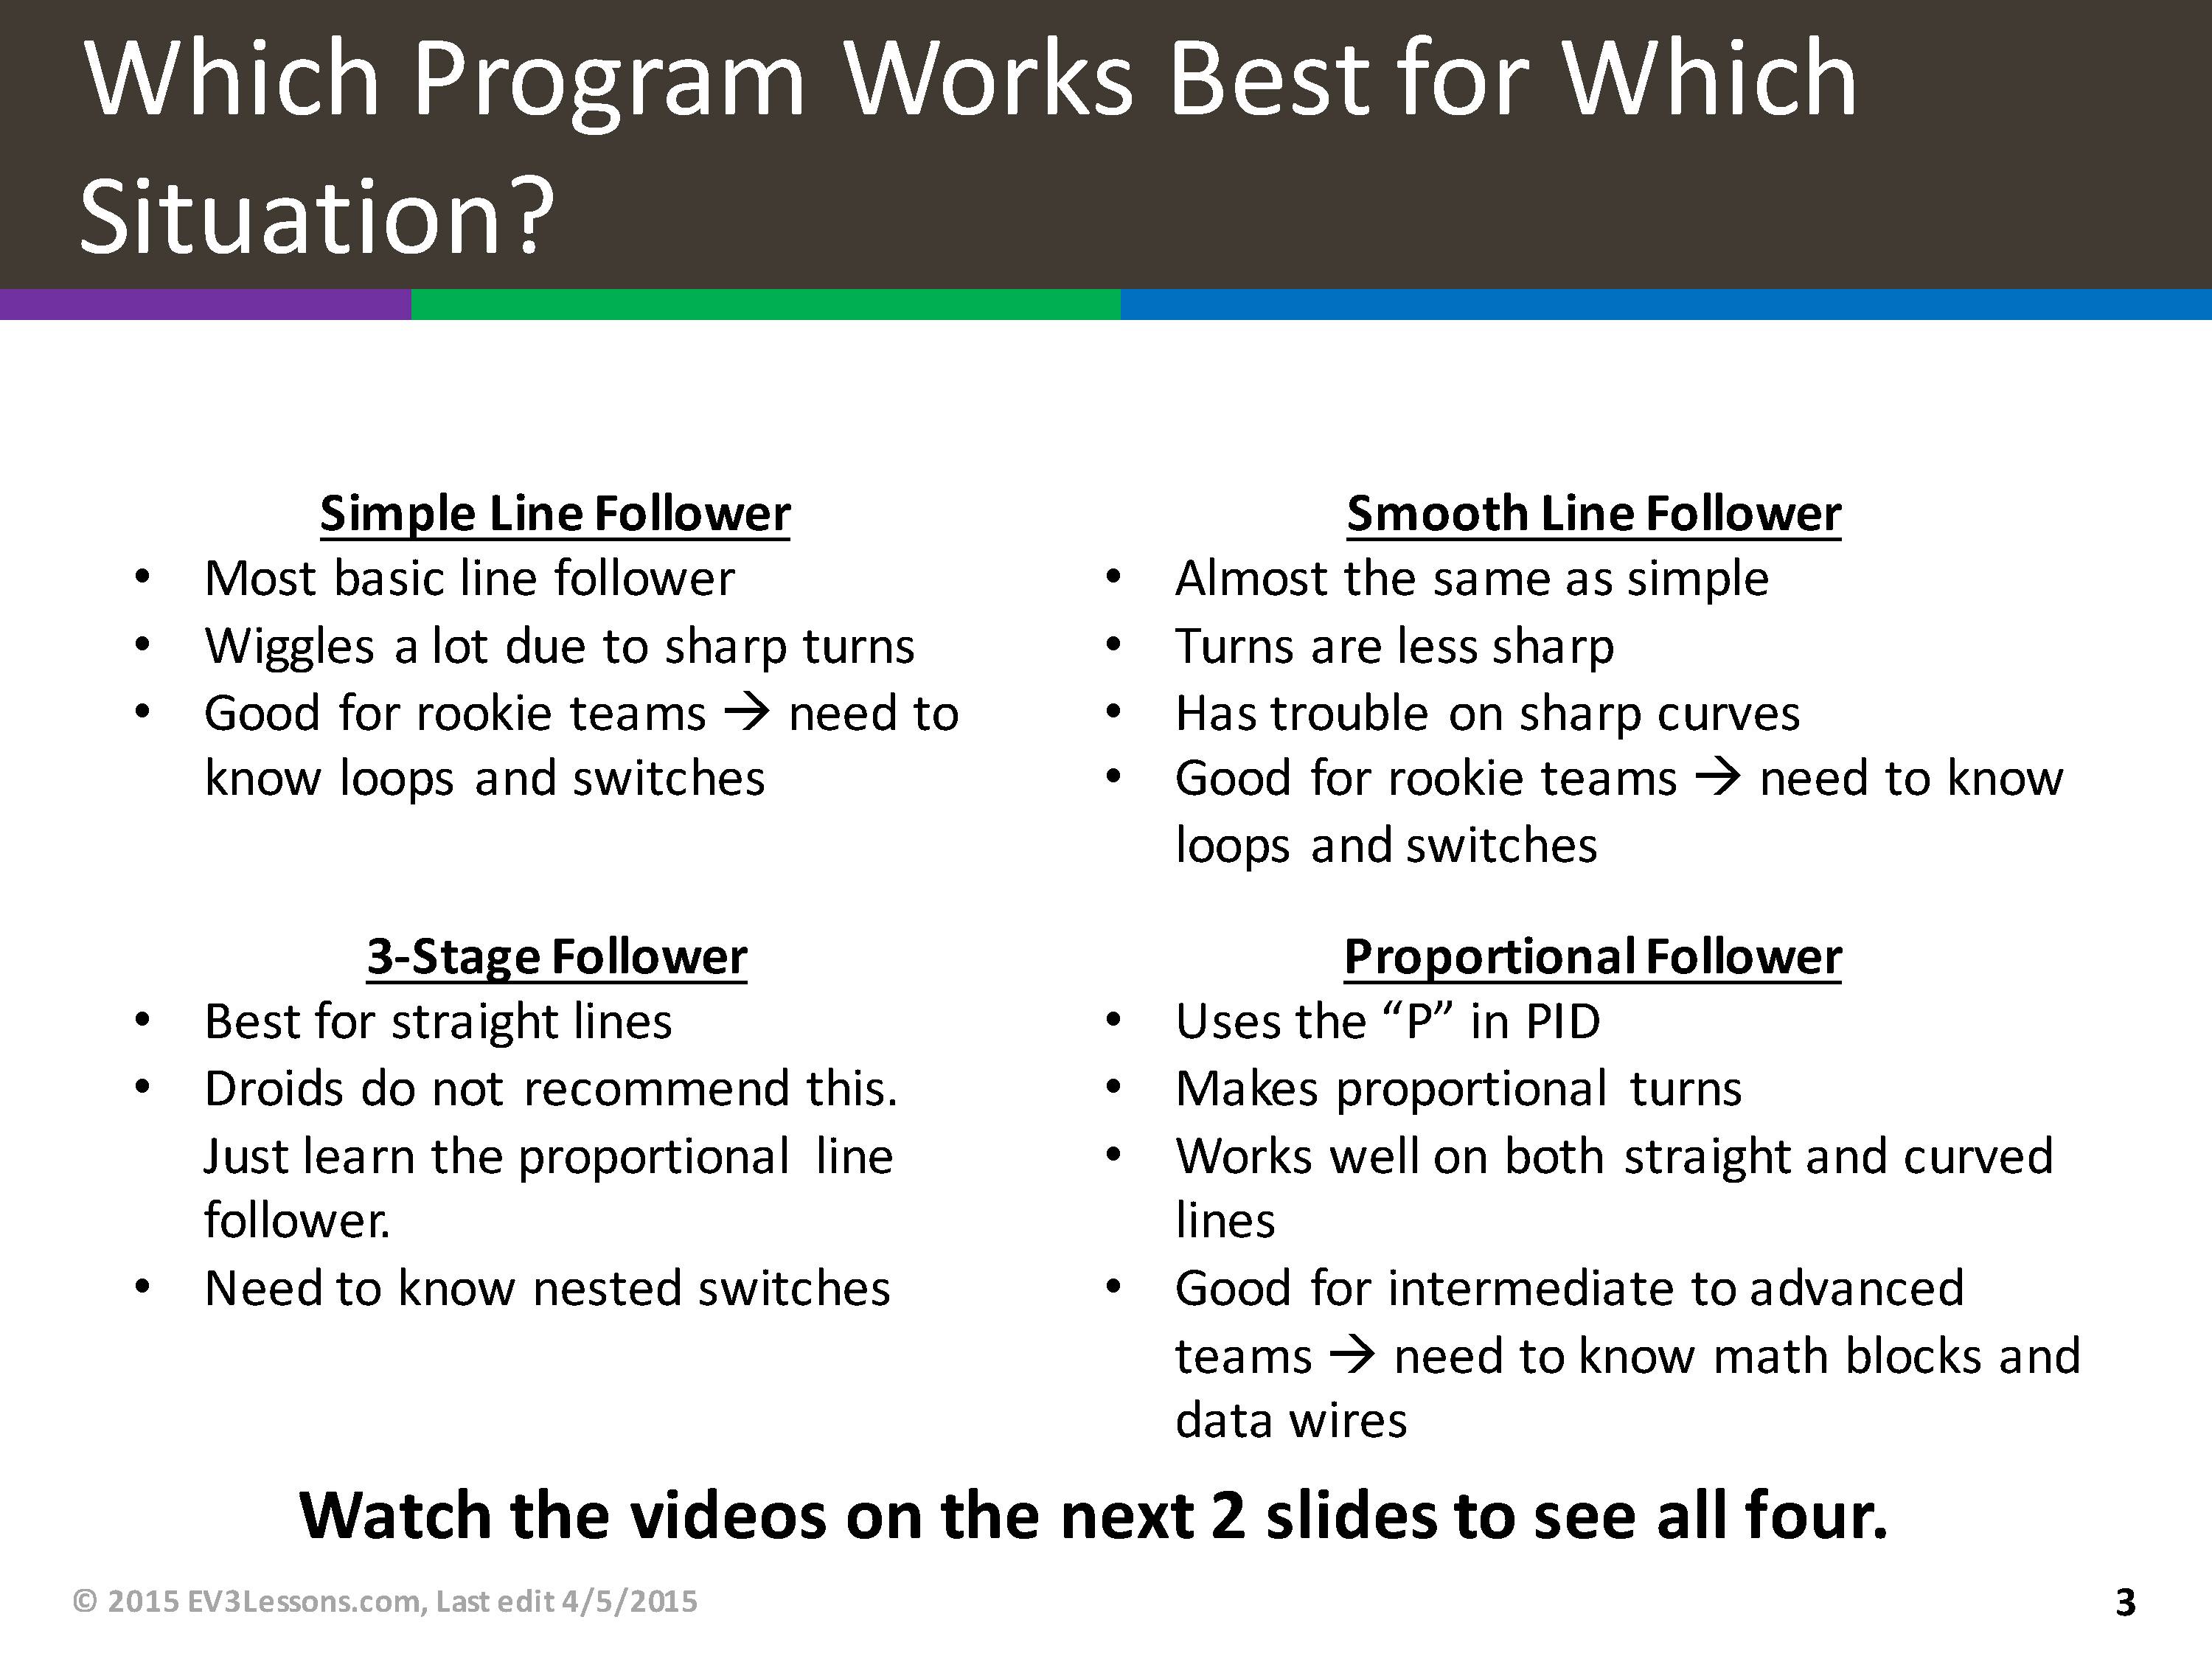 Which Program Works Best for Which
Situation?
Simple Line Follower
• Most basic line follower
• Wiggles a lot due to sharp turns
• Good for rookie teams → need to
know loops and switches
Smooth Line Follower
• Almost the same as simple
• Turns are less sharp
• Has trouble on sharp curves
• Good for rookie teams → need to know
loops and switches
3-Stage Follower
• Best for straight lines
• Droids do not recommend this.
Just learn the proportional line
follower.
• Need to know nested switches
Proportional Follower
• Uses the “P” in PID
• Makes proportional turns
• Works well on both straight and curved
lines
• Good for intermediate to advanced
teams → need to know math blocks and
data wires
Watch the videos on the next 2 slides to see all four.
© 2015 EV3Lessons.com, Last edit 4/5/2015
3